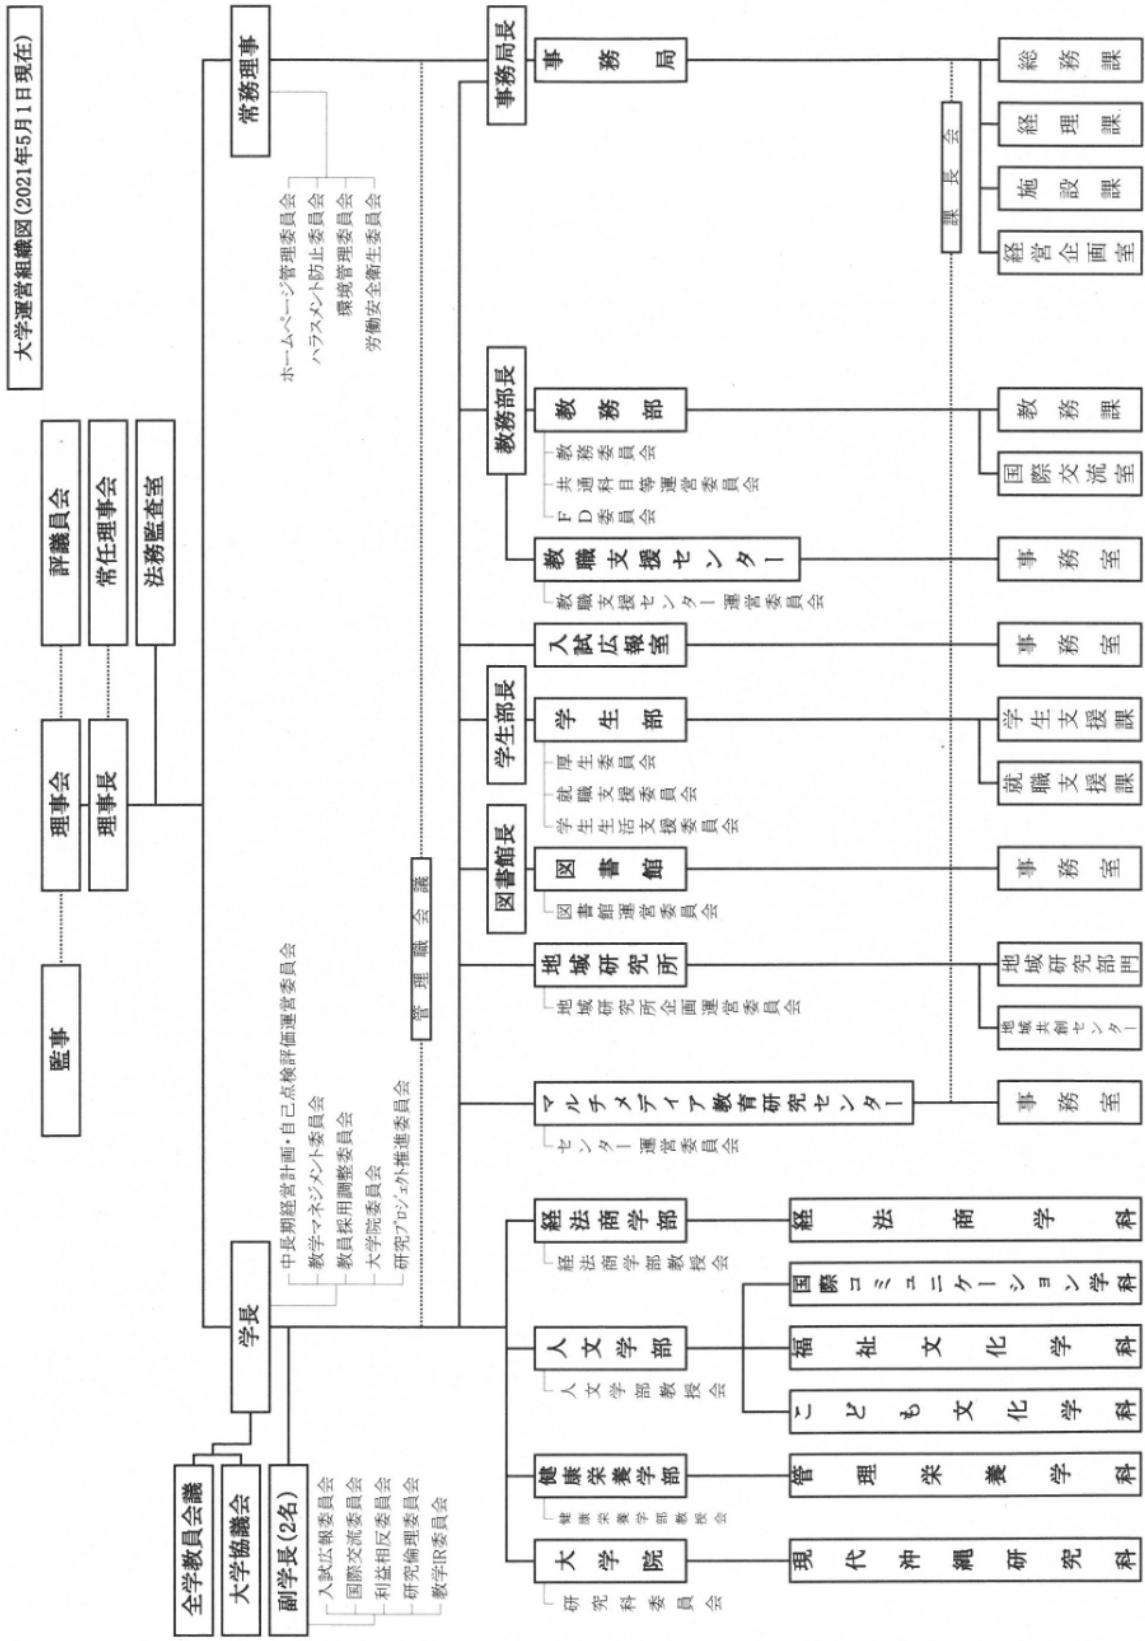 大学運営組織図(2021年5月1日現在)
監事
理事会
評議員会
理事長
常任理事会
法務監査室
全学教員会議
大学協議会
副学長(2名)
入試広報委員会
国際交流委員会
利益相反委員会
研究倫理委員会
教学IR委員会
学長
中長期経営計画・自己点検評価運営委員会
教学マネジメント委員会
教員採用調整委員会
大学院委員会
研究プロジェクト推進委員会
常務理事
ホームページ管理委員会
ハラスメント防止委員会
環境管理委員会
労働安全衛生委員会
管理職会議
大学院
研究科委員会
現代沖縄研究科
健康栄養学部
健康栄養学部教授会
管理栄養学科
人文学部
人文学部教授会
こども文化学科
福祉文化学科
国際コミュニケーション学科
経法商学部
経法商学部教授会
経法商学科
マルチメディア教育研究センター
センター運営委員会
事務室
地域研究所
地域研究所企画運営委員会
地域共創センター
地域研究部門
図書館長
図書館
図書館運営委員会
事務室
学生部長
学生部
厚生委員会
就職支援委員会
学生生活支援委員会
就職支援課
学生支援課
入試広報室
事務室
教務部長
教職支援センター
教職支援センター運営委員会
事務室
教務部
教務委員会
共通科目等運営委員会
FD委員会
国際交流室
教務課
事務局長
事務局
課長会
経営企画室
施設課
経理課
総務課